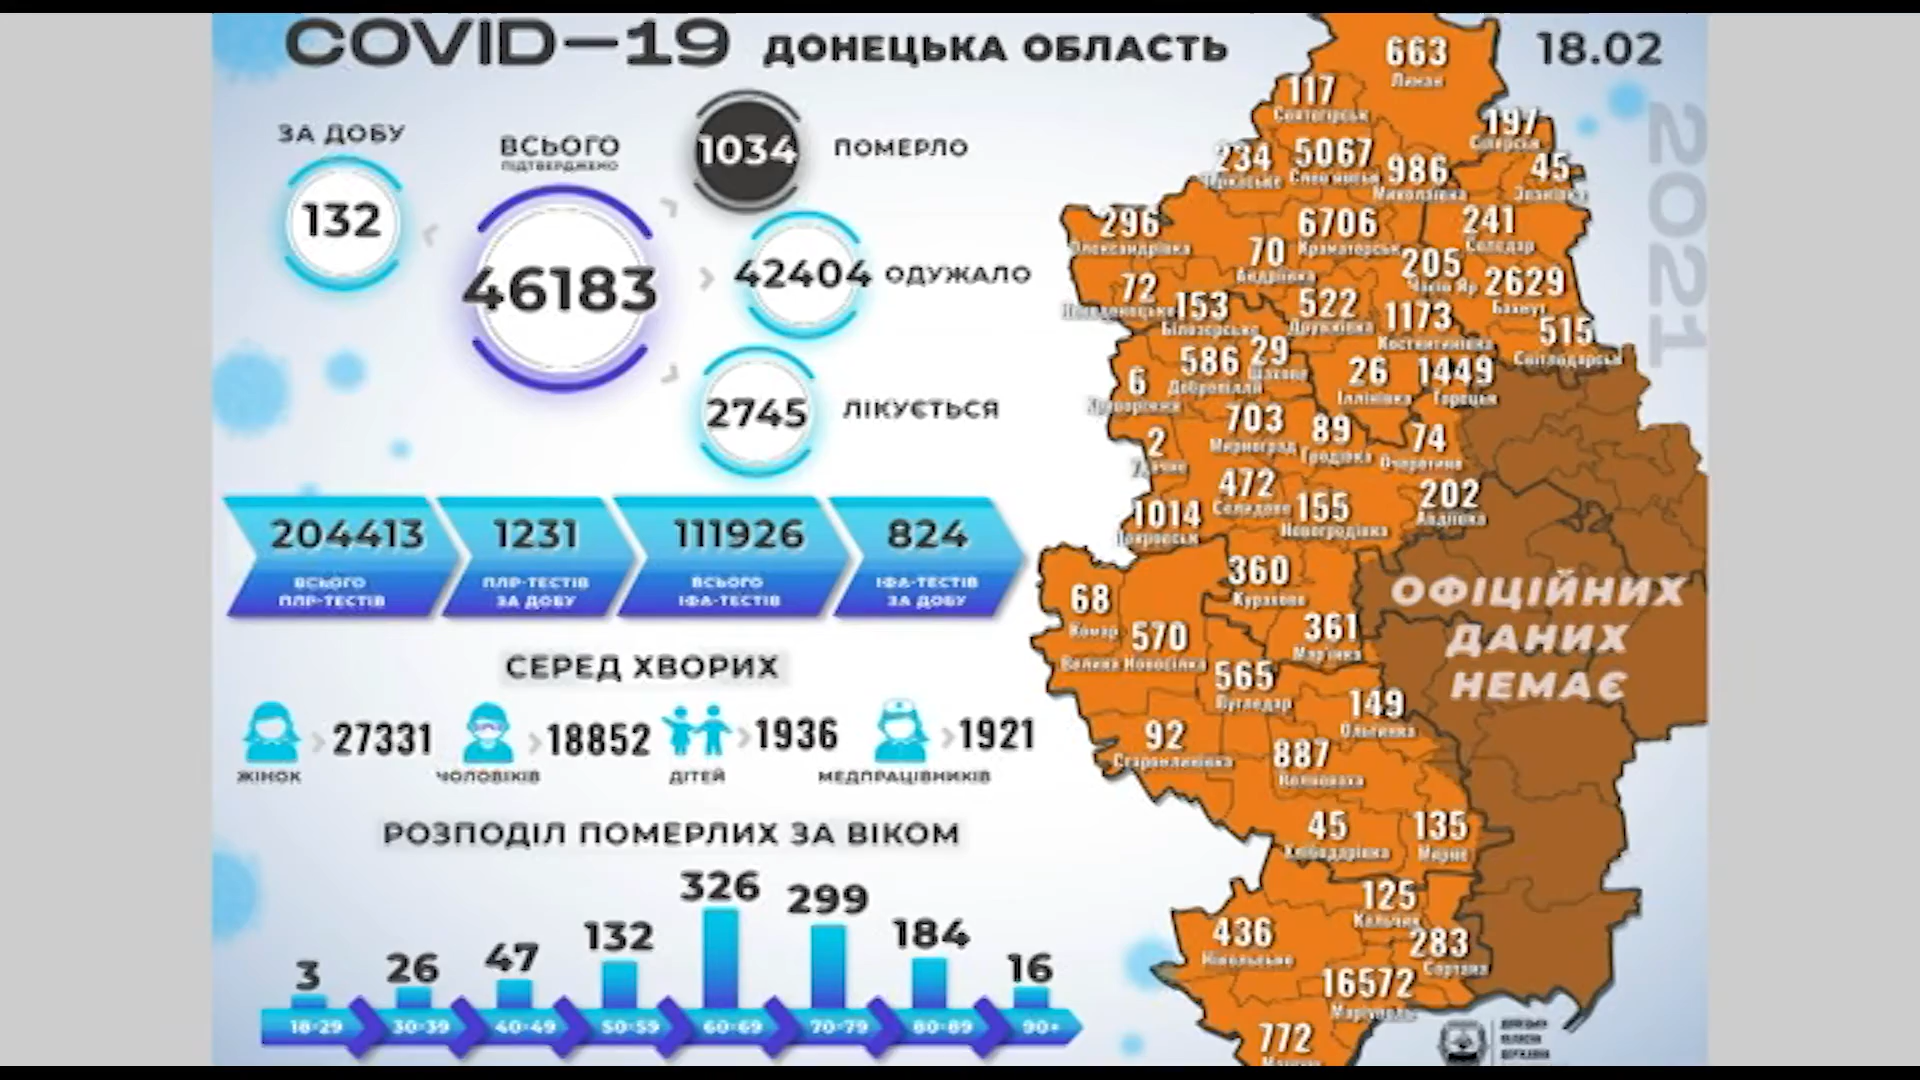 COVID-19 ДОНЕЦЬКА ОБЛАСТЬ
18.02
2021
ЗА ДОБУ
132
ВСЬОГО
ПІДТВЕРДЖЕНО
46183
1034 ПОМЕРЛО
42404 ОДУЖАЛО
2745 ЛІКУЄТЬСЯ
204413
ВСЬОГО
ПЛР-ТЕСТІВ
1231
ПЛР-ТЕСТІВ
ЗА ДОБУ
111926
ВСЬОГО
ІФА-ТЕСТІВ
824
ІФА-ТЕСТІВ
ЗА ДОБУ
СЕРЕД ХВОРИХ
27331
ЖІНОК
18852
ЧОЛОВІКІВ
1936
ДІТЕЙ
1921
МЕДПРАЦІВНИКІВ
РОЗПОДІЛ ПОМЕРЛИХ ЗА ВІКОМ
3 26 47 132 326 299 184 16
18-29 30-39 40-49 50-59 60-69 70-79 80-89 90+
663
Лиман
117
Святогірськ
197
Сіверськ
234
Черкаське
5067
Слов'янськ
986
Миколаївка
45
Званівка
296
Олександрівка
6706
Краматорськ
241
Соледар
70
Андріївка
205
Часів Яр
2629
Бахмут
72
153
Білозерське
522
Дружківка
1173
Костянтинівка
515
Світлодарськ
586
Добропілля
29
Шахове
26
Іллінівка
1449
Торецьк
6
Криворіжжя
703
Мирноград
89
Гродівка
74
Очеретине
2
Удачне
472
Селидове
155
Новогродівка
202
Авдіївка
1014
Покровськ
360
Курахове
68
Комар
570
Велика Новосілка
361
Мар'їнка
565
Вугледар
149
Ольгинка
92
Старомлинівка
887
Волноваха
45
Хлібодарівка
135
Мирне
125
Кальчик
436
Нікольське
283
Сартана
16572
Маріуполь
772
ОФІЦІЙНИХ
ДАНИХ
НЕМАЄ